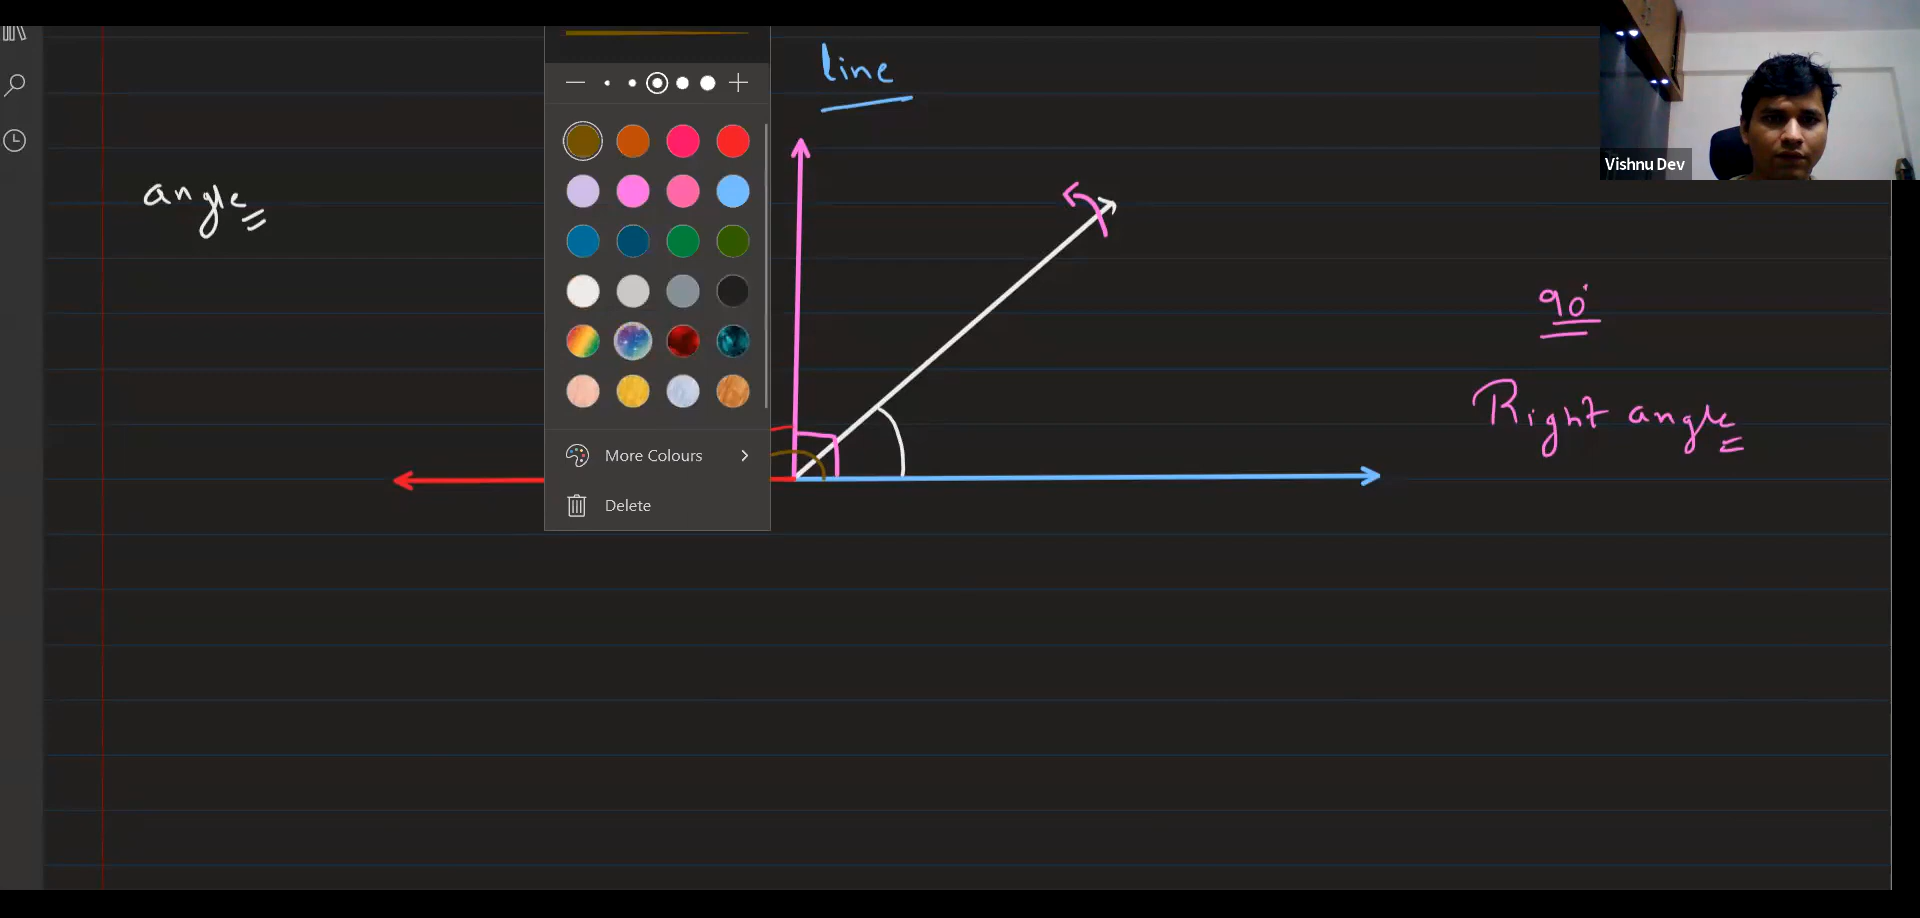 line
Vishnu Dev
angle
90°
Right angle
More Colours
Delete